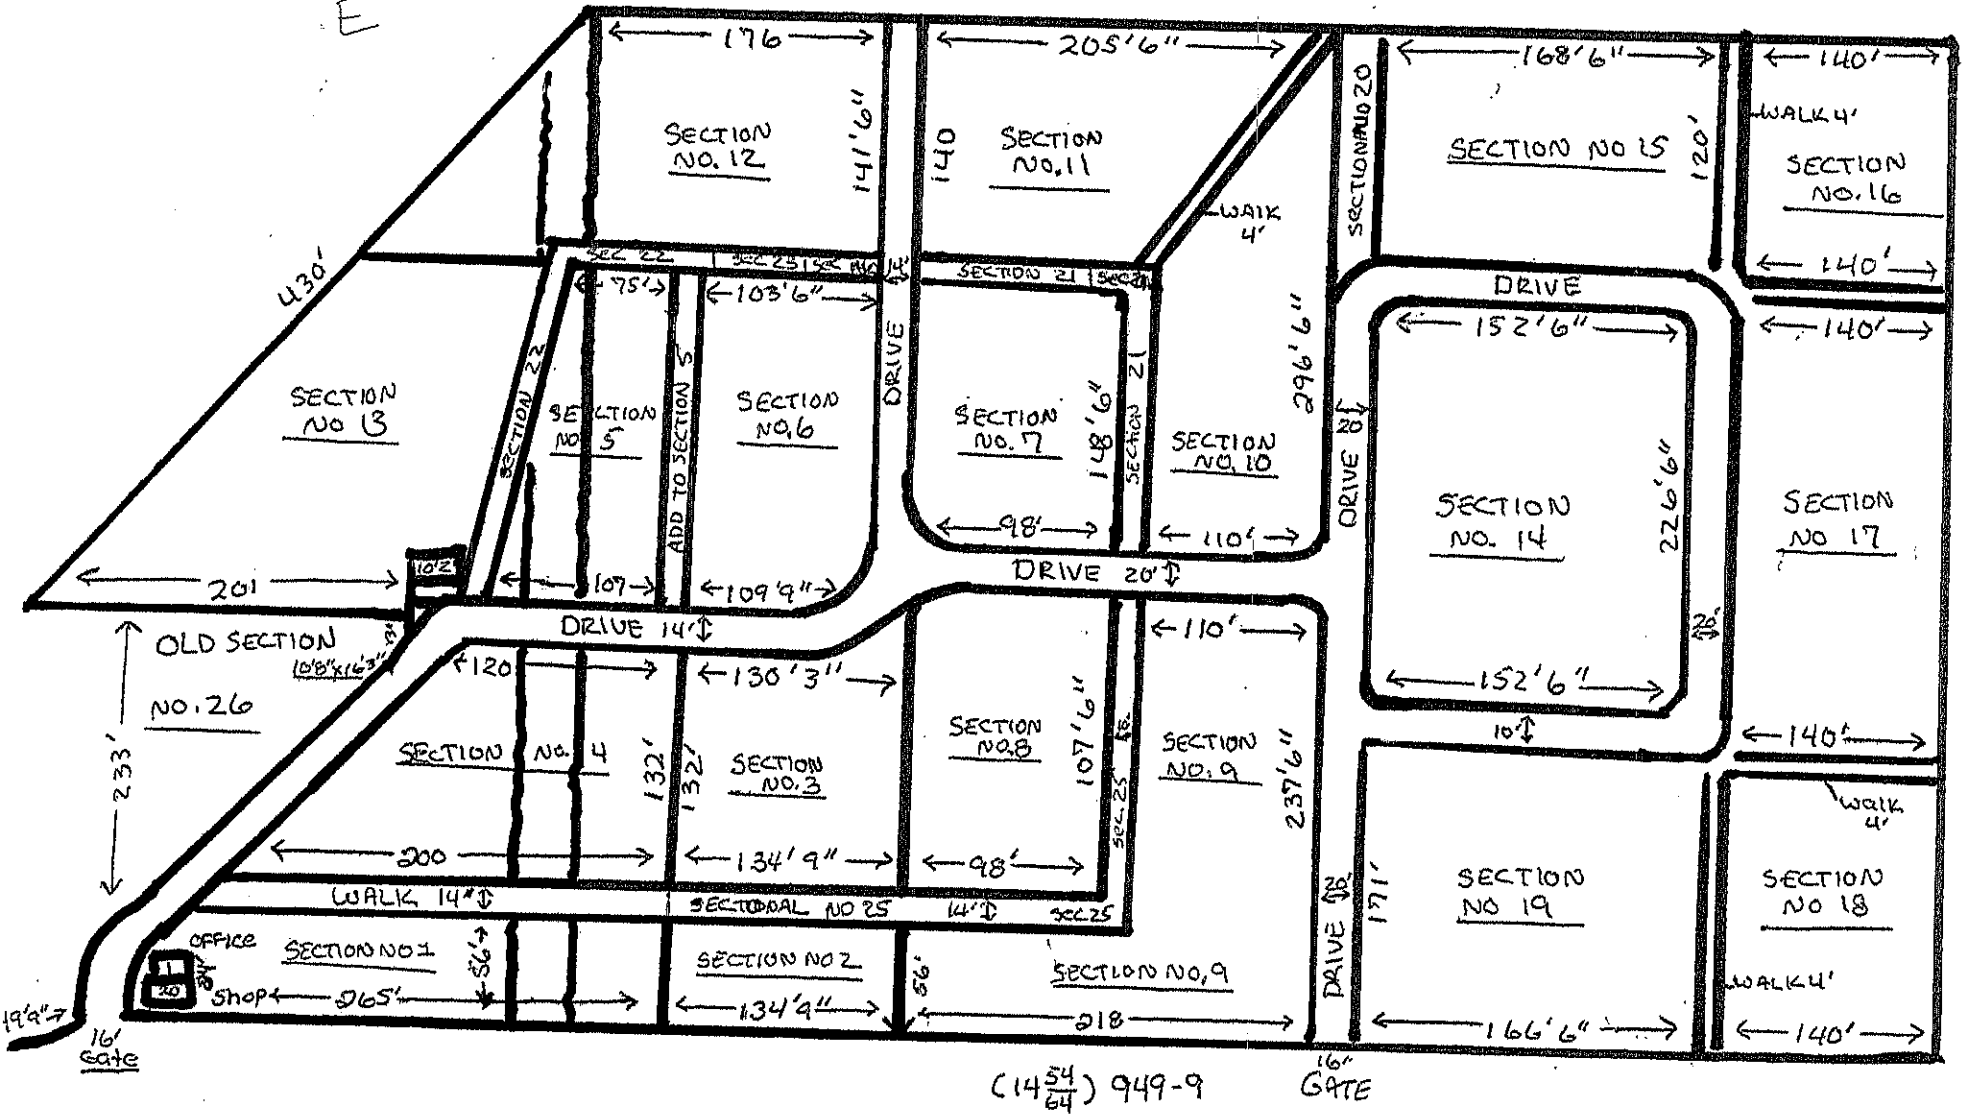 E
176
205'6"
168'6"
140'
SECTION
NO. 12
141'6"
140
SECTION
NO. 11
WALK
4'
SECTIONAL NO 20
SECTION NO 15
120'
WALK 4'
SECTION
NO. 16
140'
430'
SEC 22
SEC 25
14'
SECTION 21
75'
103'6"
DRIVE
152'6"
140'
SECTION
NO 13
SECTION 22
SECTION
NO 5
ADD TO SECTION 5
SECTION
NO. 6
DRIVE
SECTION
NO. 7
148'6"
SECTION 21
SECTION
NO. 10
296'6"
20'
DRIVE
SECTION
NO. 14
226'6"
SECTION
NO 17
98'
110'
201
10'2"
107
109'9"
DRIVE 20'
OLD SECTION
10'8"x16'3"
NO. 26
DRIVE 14'
20'
120
130'3"
110'
152'6"
10'
140'
233'
SECTION NO. 4
132'
132'
SECTION
NO. 3
SECTION
NO. 8
107'6"
SEC.
SEC. 25
SECTION
NO. 9
237'6"
WALK
4'
200
134'9"
98'
WALK 14"
SECTIONAL NO 25
14'
SEC 25
20'
DRIVE
171'
SECTION
NO 19
SECTION
NO 18
OFFICE
1
20
24'
SHOP
SECTION NO 1
56'
265'
SECTION NO 2
134'9"
56'
SECTION NO. 9
218
WALK 4'
166'6"
140'
19'9"
16'
Gate
16"
GATE
(14 54/64) 949-9